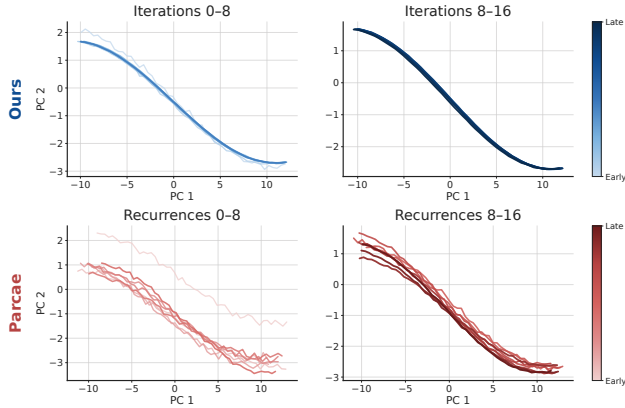 Iterations 0–8
Iterations 8–16
Ours
PC 2
2
1
0
−1
−2
−3
−10
−5
0
5
10
PC 1
1
0
−1
−2
−10
−5
0
5
10
PC 1
Late
Early
Recurrences 0–8
Recurrences 8–16
Parcae
PC 2
2
1
0
−1
−2
−3
−10
−5
0
5
10
PC 1
1
0
−1
−2
−3
−10
−5
0
5
10
PC 1
Late
Early